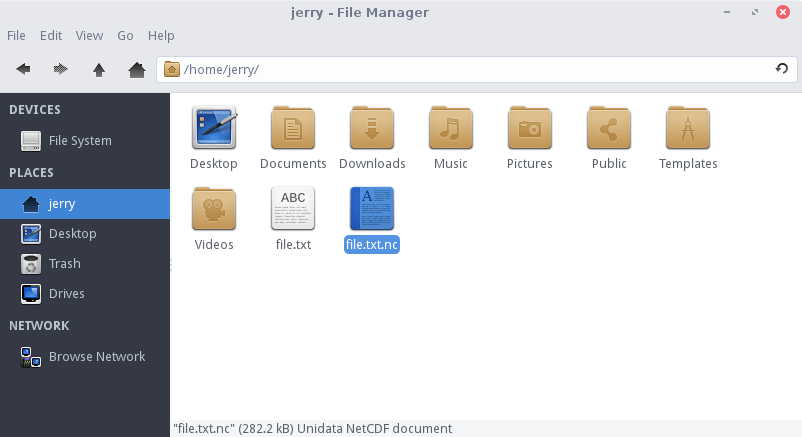 jerry - File Manager
File Edit View Go Help
/home/jerry/
DEVICES
File System
PLACES
jerry
Desktop
Trash
Drives
NETWORK
Browse Network
Desktop Documents Downloads Music Pictures Public Templates
ABC
A
Videos file.txt file.txt.nc
"file.txt.nc" (282.2 kB) Unidata NetCDF document